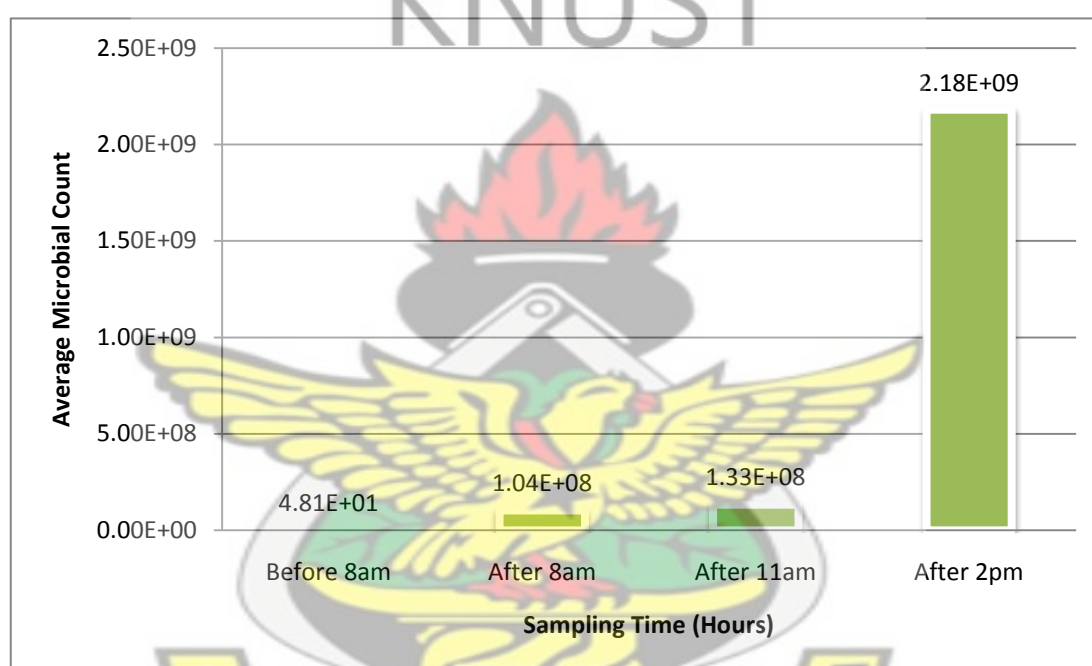 KNUST
2.50E+09
2.18E+09
2.00E+09
1.50E+09
1.00E+09
5.00E+08
0.00E+00
Average Microbial Count
4.81E+01
1.04E+08
1.33E+08
Before 8am
After 8am
After 11am
After 2pm
Sampling Time (Hours)